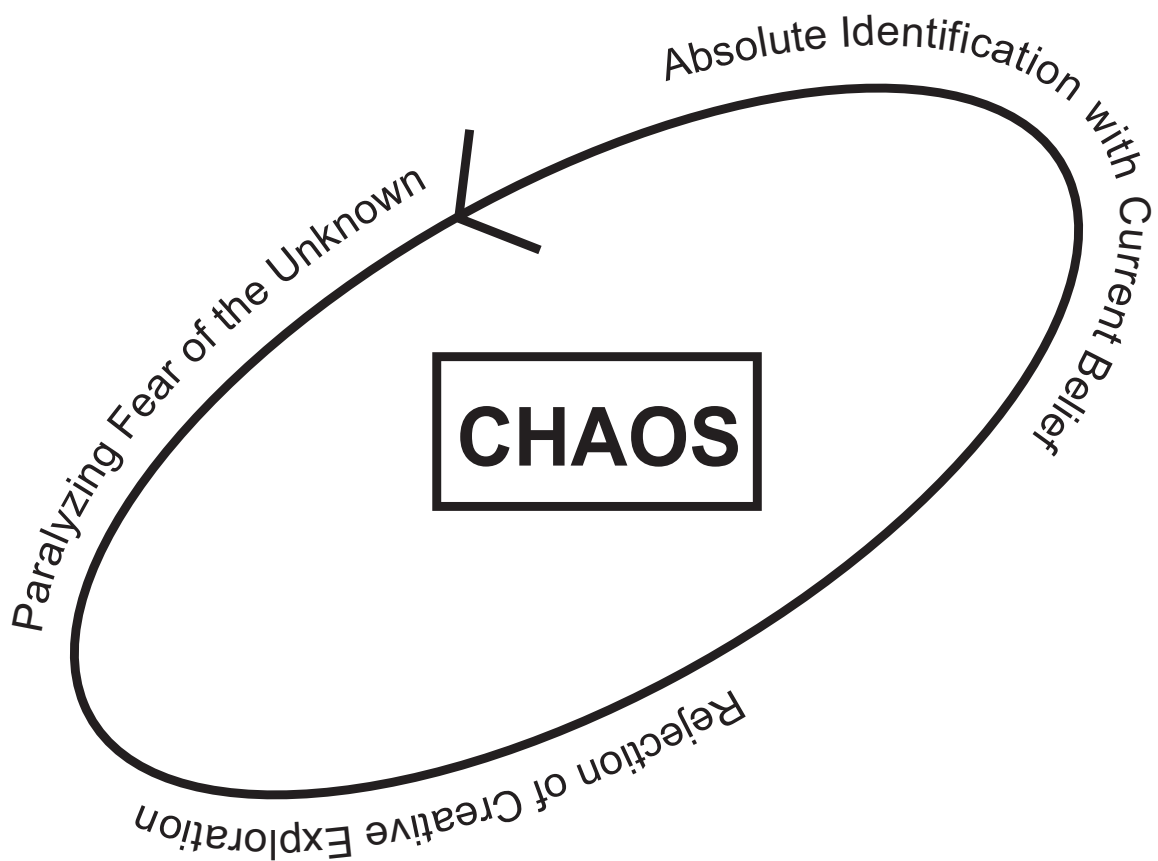 Absolute Identification with Current Belief
Paralyzing Fear of the Unknown
CHAOS
Rejection of Creative Exploration